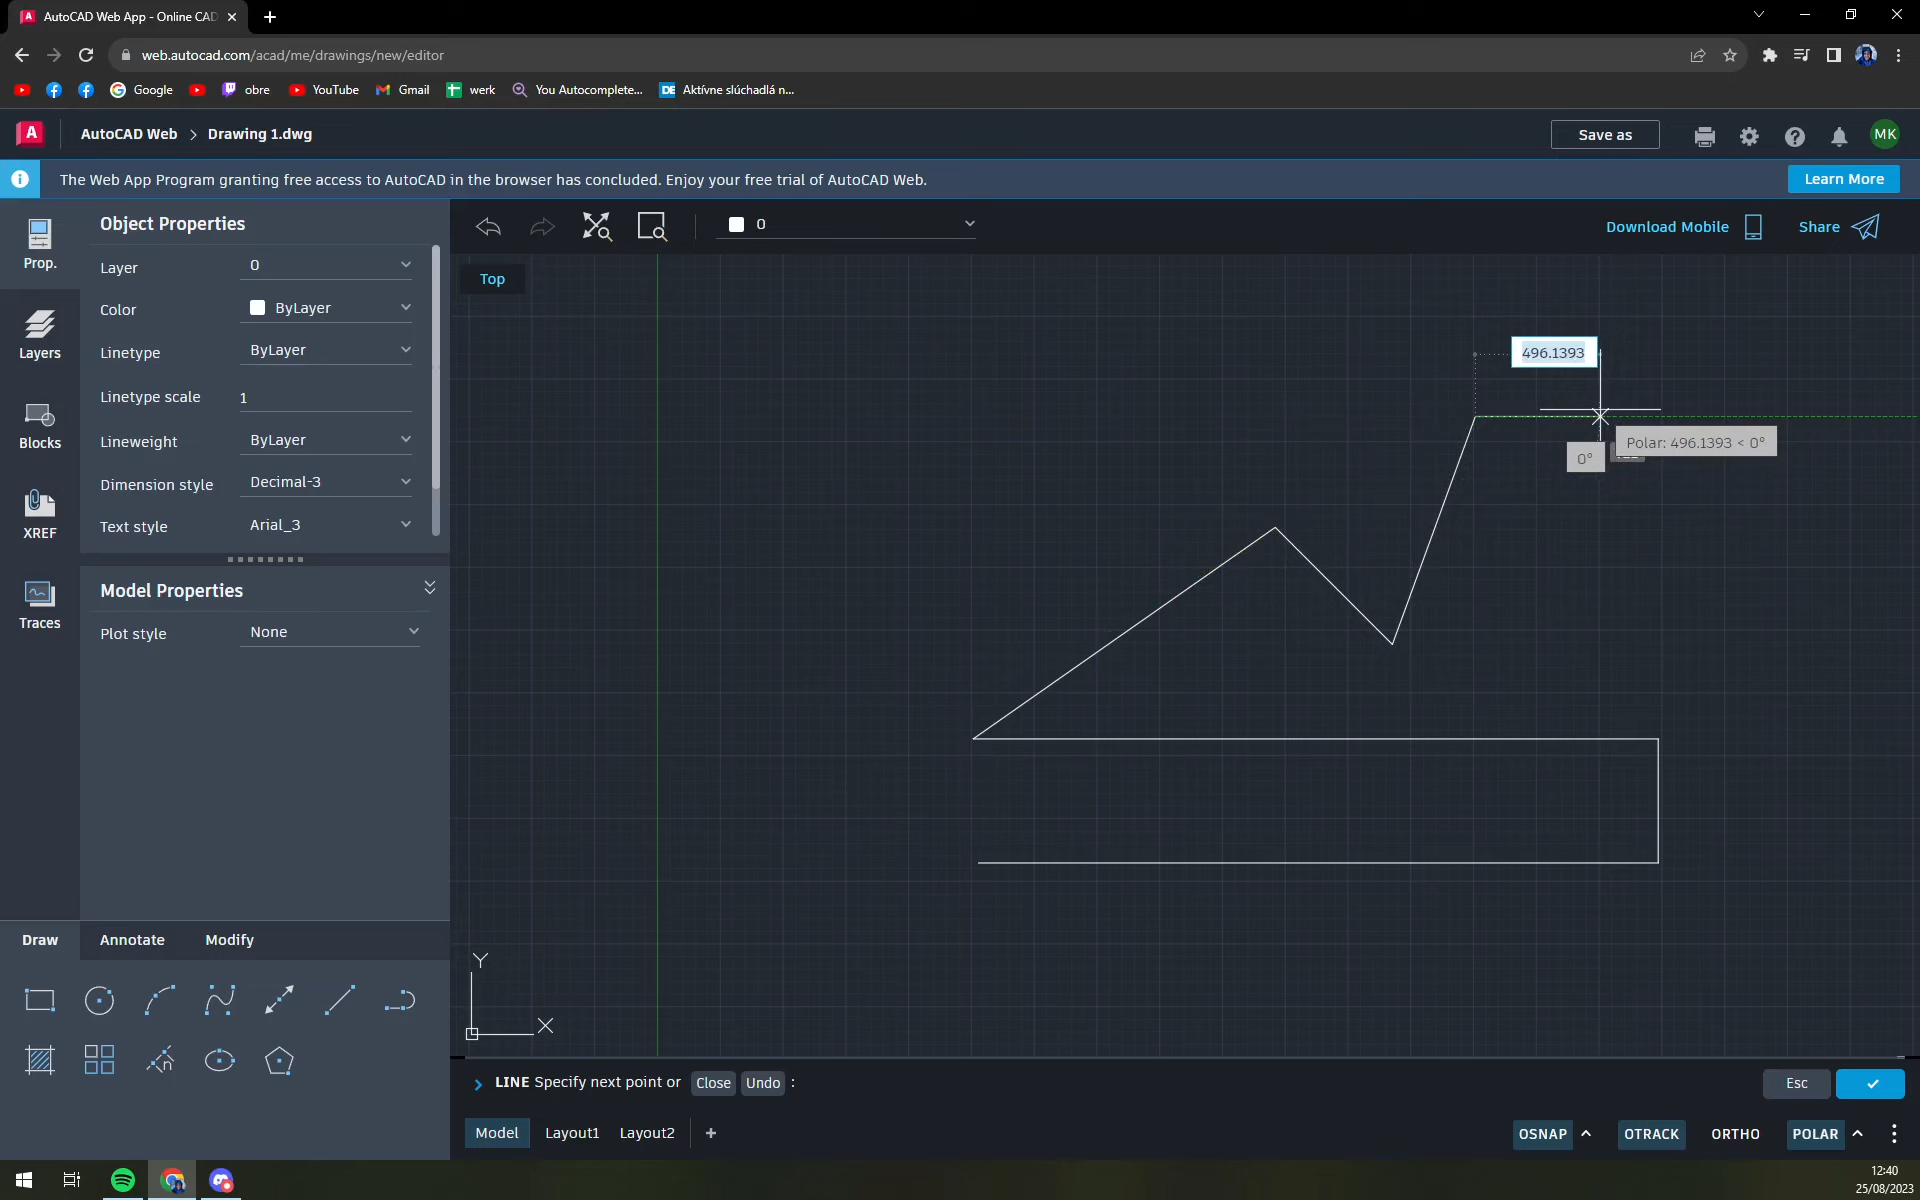 AutoCAD Web App - Online CAD
web.autocad.com/acad/me/drawings/new/editor
Google
obre
YouTube
Gmail
werk
You Autocomplete...
DE
Aktívne slúchadlá n...
A
AutoCAD Web > Drawing 1.dwg
Save as
MK
The Web App Program granting free access to AutoCAD in the browser has concluded. Enjoy your free trial of AutoCAD Web.
Learn More
Prop.
Layers
Blocks
XREF
Traces
Object Properties
Layer 0
Color ByLayer
Linetype ByLayer
Linetype scale 1
Lineweight ByLayer
Dimension style Decimal-3
Text style Arial_3
Model Properties
Plot style None
Draw Annotate Modify
0
Download Mobile
Share
Top
496.1393
Polar: 496.1393 < 0°
0°
Y
X
LINE Specify next point or Close Undo :
Esc
Model Layout1 Layout2 +
OSNAP OTRACK ORTHO POLAR
12:40
25/08/2023